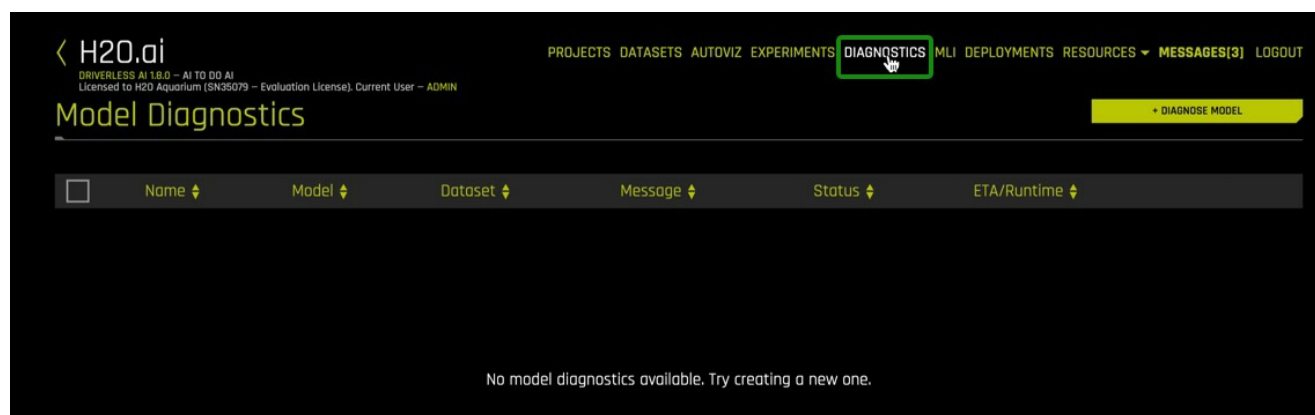 H2O.ai
PROJECTS DATASETS AUTOVIZ EXPERIMENTS DIAGNOSTICS MLI DEPLOYMENTS RESOURCES MESSAGES[3] LOGOUT
DRIVERLESS AI 1.8.0 – AI TO DO AI
Licensed to H2O Aquarium (SN35079 – Evaluation License). Current User – ADMIN
Model Diagnostics
+ DIAGNOSE MODEL
Name Model Dataset Message Status ETA/Runtime
No model diagnostics available. Try creating a new one.